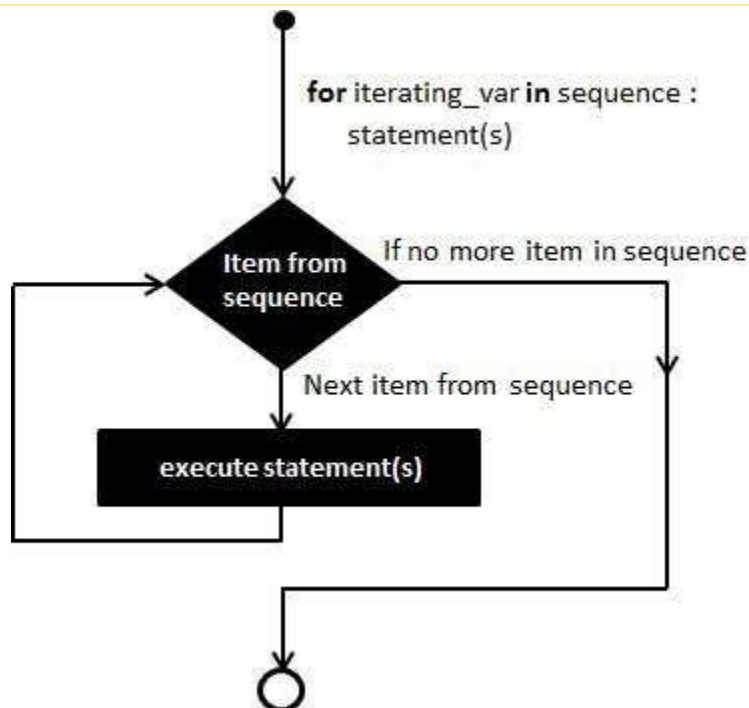 for iterating_var in sequence :
statement(s)
Item from
sequence
If no more item in sequence
Next item from sequence
execute statement(s)